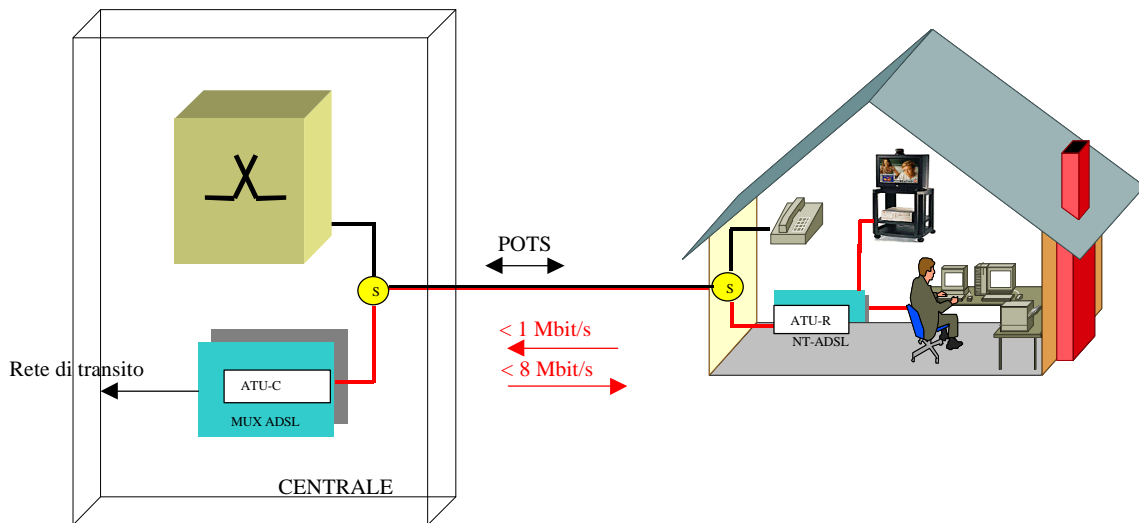 POTS
S
S
< 1 Mbit/s
< 8 Mbit/s
ATU-R
NT-ADSL
Rete di transito
ATU-C
MUX ADSL
CENTRALE